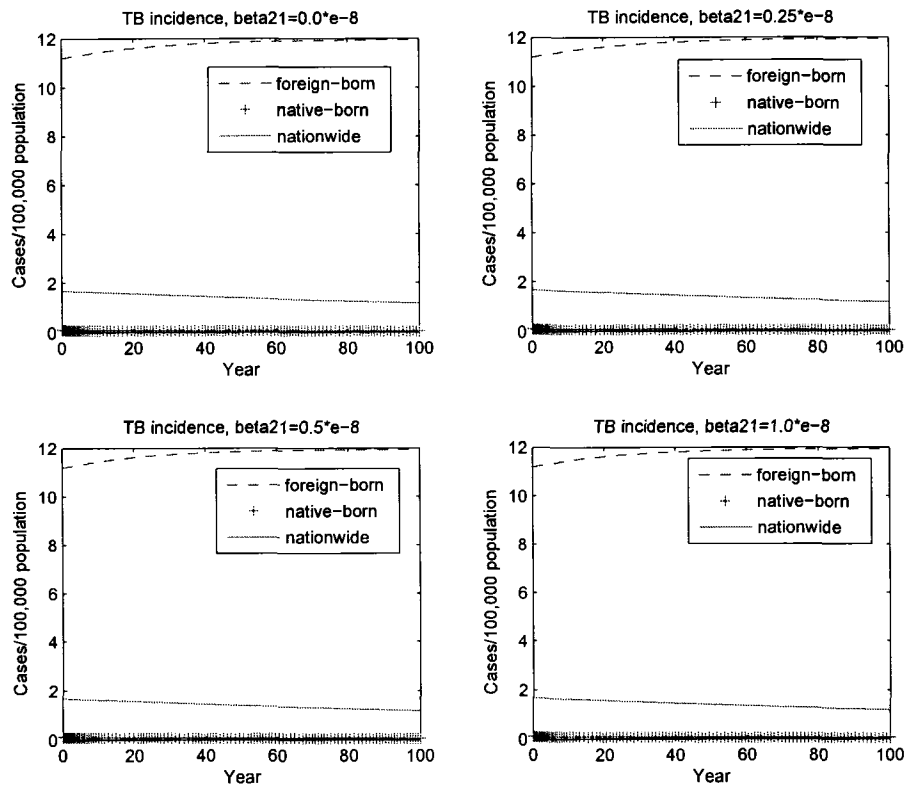 TB incidence, beta21=0.0*e−8
Cases/100,000 population
12
10
8
6
4
2
0
foreign−born
native−born
nationwide
0 20 40 60 80 100
Year
TB incidence, beta21=0.25*e−8
Cases/100,000 population
12
10
8
6
4
2
0
foreign−born
native−born
nationwide
0 20 40 60 80 100
Year
TB incidence, beta21=0.5*e−8
Cases/100,000 population
12
10
8
6
4
2
0
foreign−born
native−born
nationwide
0 20 40 60 80 100
Year
TB incidence, beta21=1.0*e−8
Cases/100,000 population
12
10
8
6
4
2
0
foreign−born
native−born
nationwide
0 20 40 60 80 100
Year